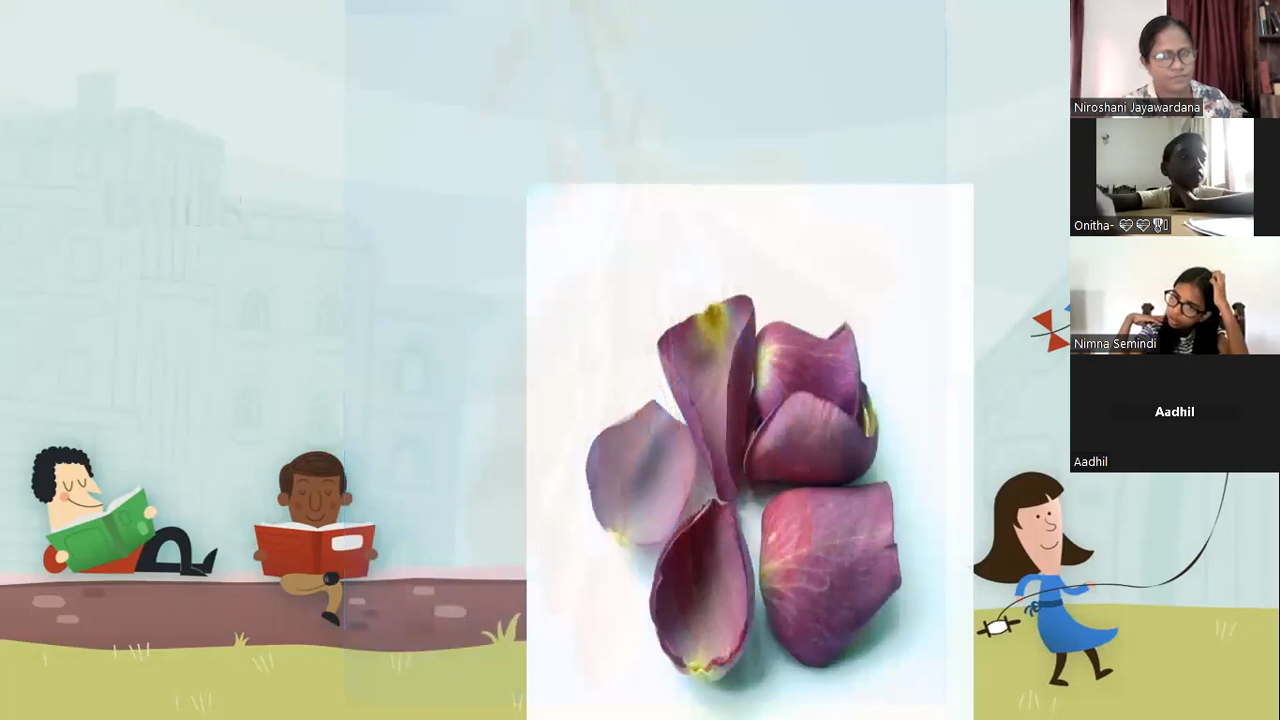 Niroshani Jayawardana
Onitha-
Nimna Semindi
Aadhil
Aadhil